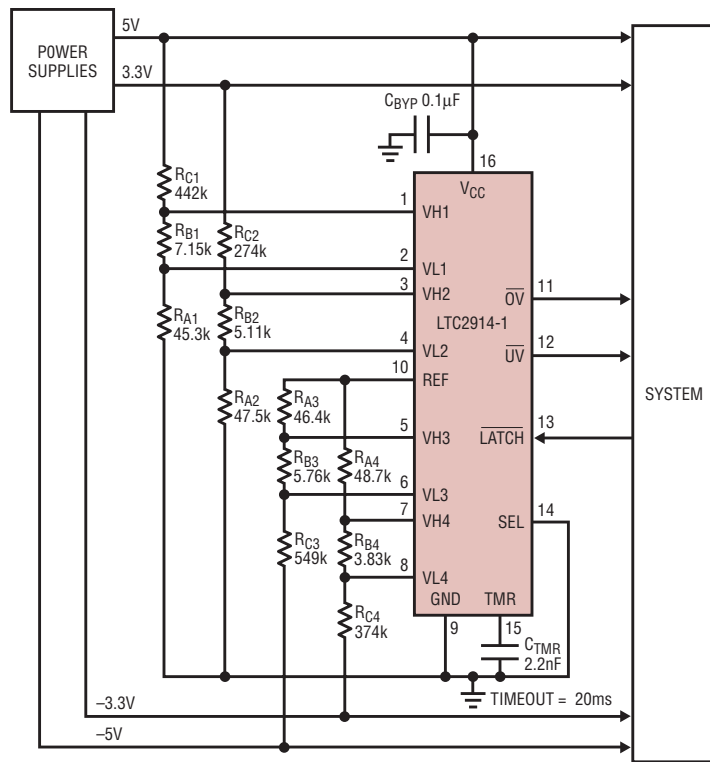 POWER
SUPPLIES
5V
3.3V
CBYP 0.1µF
RC1
442k
RB1
7.15k
RC2
274k
RA1
45.3k
RB2
5.11k
RA2
47.5k
RA3
46.4k
RB3
5.76k
RA4
48.7k
RC3
549k
RB4
3.83k
RC4
374k
16
VCC
1
VH1
2
VL1
3
VH2
4
VL2
10
REF
5
VH3
6
VL3
7
VH4
8
VL4
LTC2914-1
11
O̅V̅
12
U̅V̅
13
L̅A̅T̅C̅H̅
14
SEL
GND
9
TMR
15
CTMR
2.2nF
TIMEOUT = 20ms
SYSTEM
–3.3V
–5V